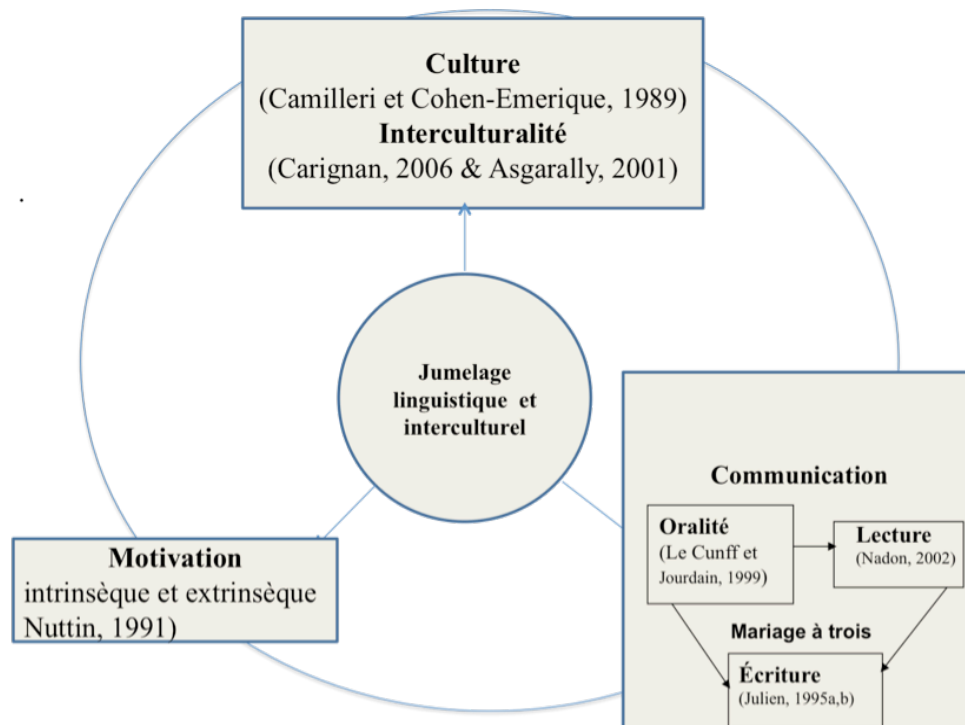 Culture
(Camilleri et Cohen-Emerique, 1989)
Interculturalité
(Carignan, 2006 & Asgarally, 2001)
.
Jumelage
linguistique et
interculturel
Motivation
intrinsèque et extrinsèque
Nuttin, 1991)
Communication
Oralité
(Le Cunff et
Jourdain, 1999)
Lecture
(Nadon, 2002)
Mariage à trois
Écriture
(Julien, 1995a,b)